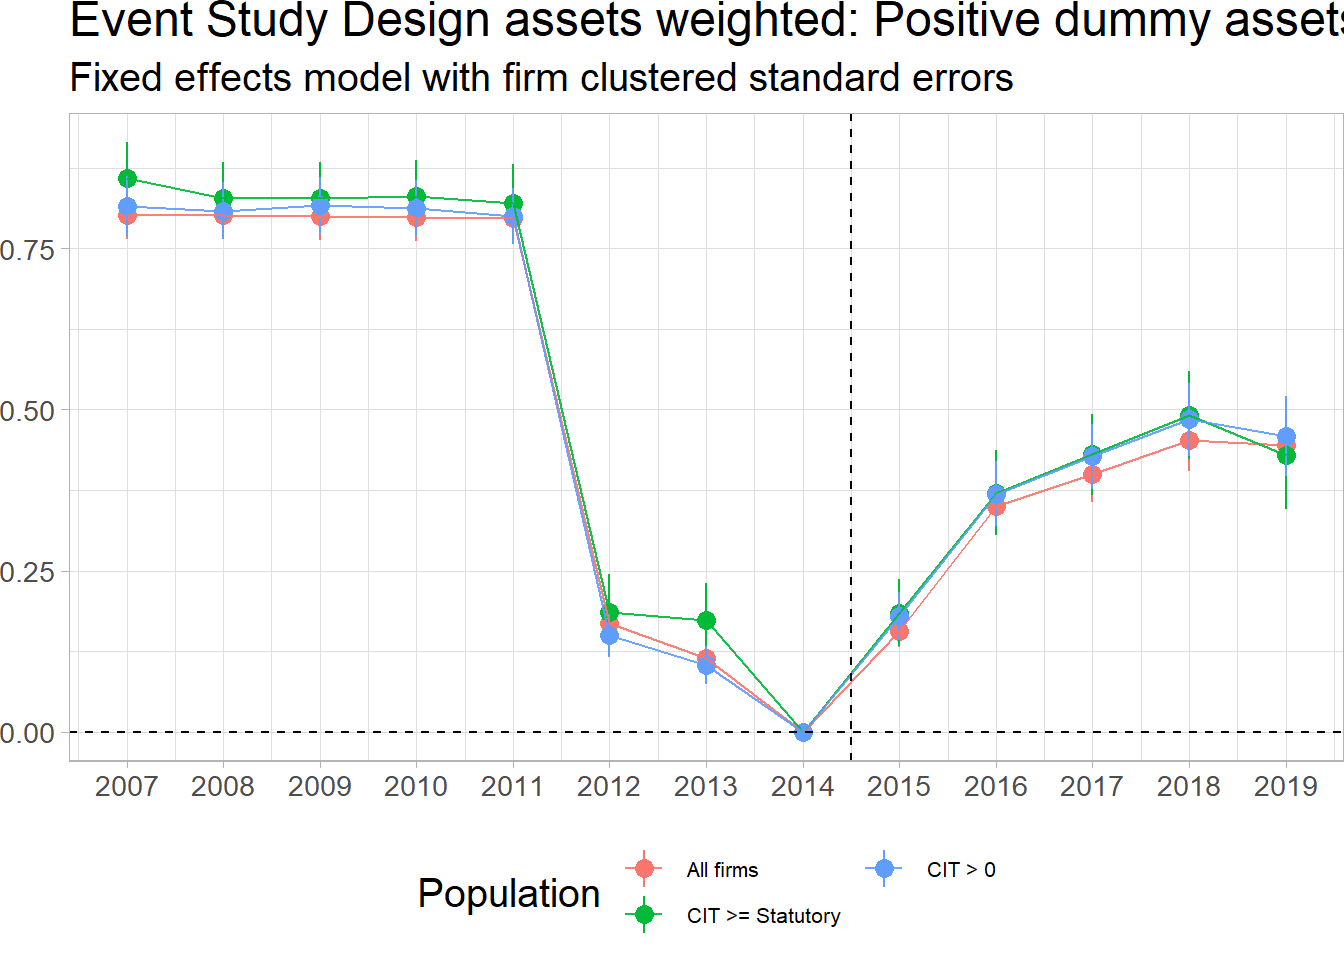 Event Study Design assets weighted: Positive dummy assets
Fixed effects model with firm clustered standard errors
0.75
0.50
0.25
0.00
2007 2008 2009 2010 2011 2012 2013 2014 2015 2016 2017 2018 2019
Population
All firms
CIT >= Statutory
CIT > 0